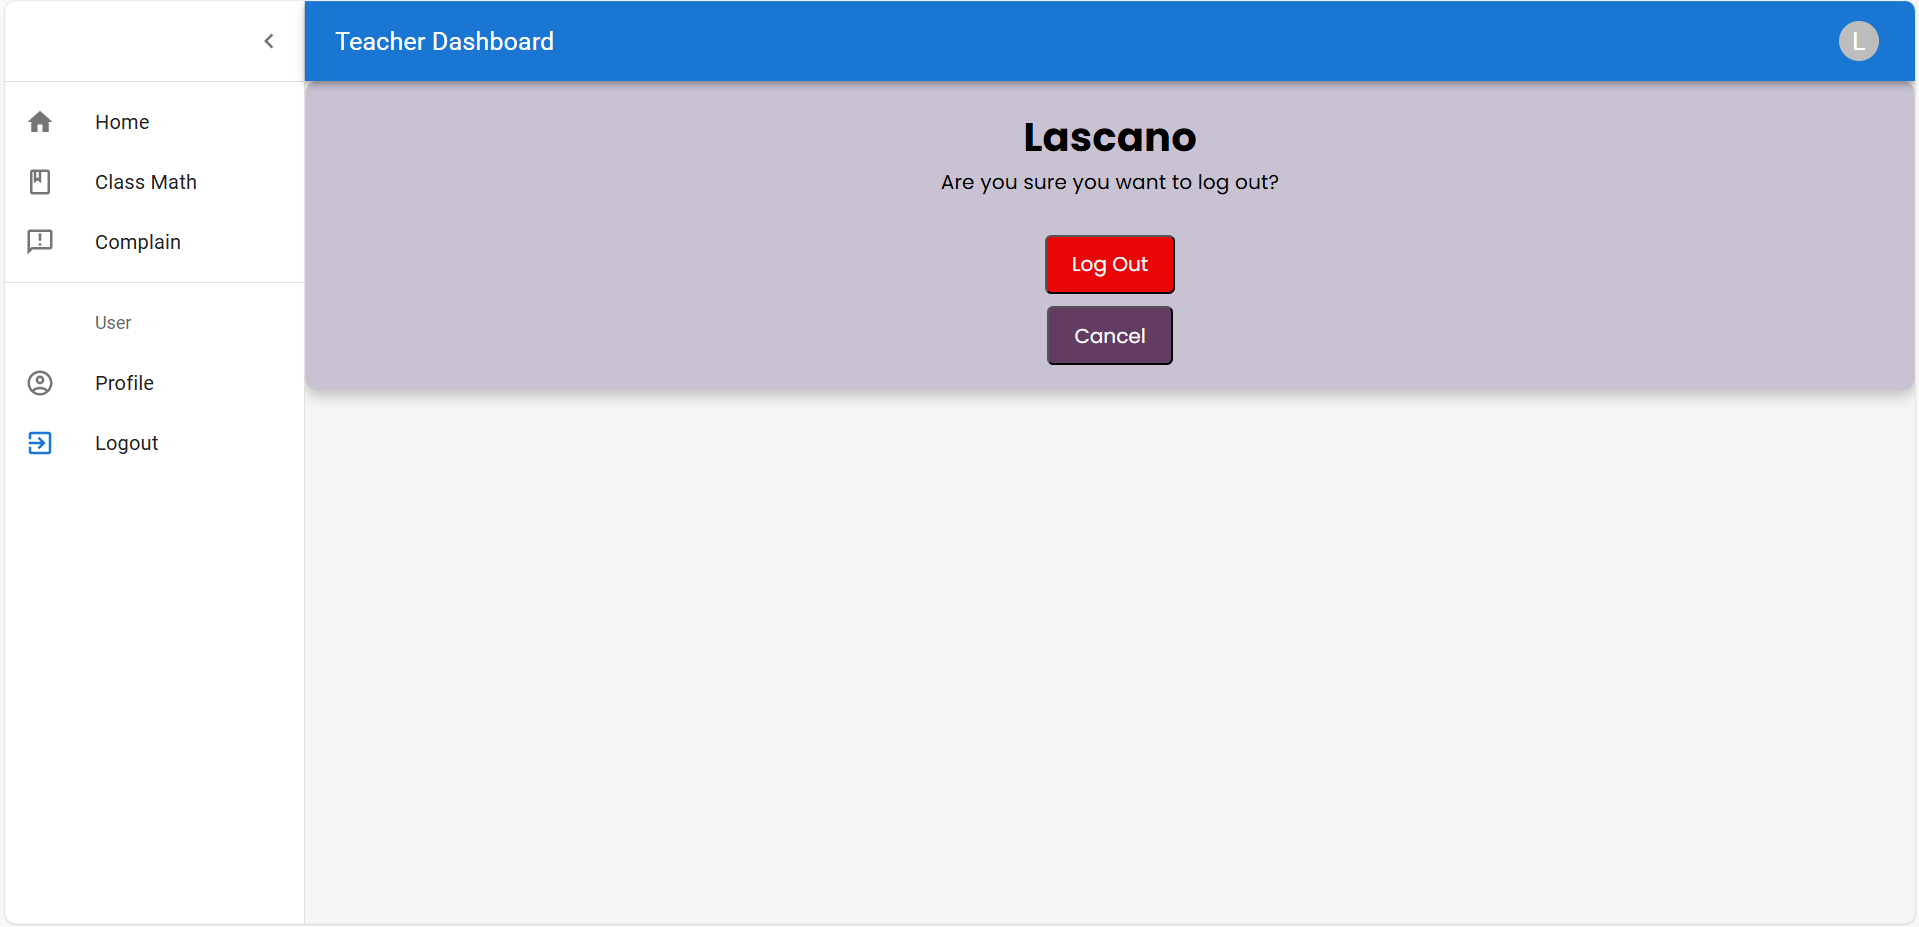 Teacher Dashboard
L
Home
Class Math
Complain
User
Profile
Logout
Lascano
Are you sure you want to log out?
Log Out
Cancel